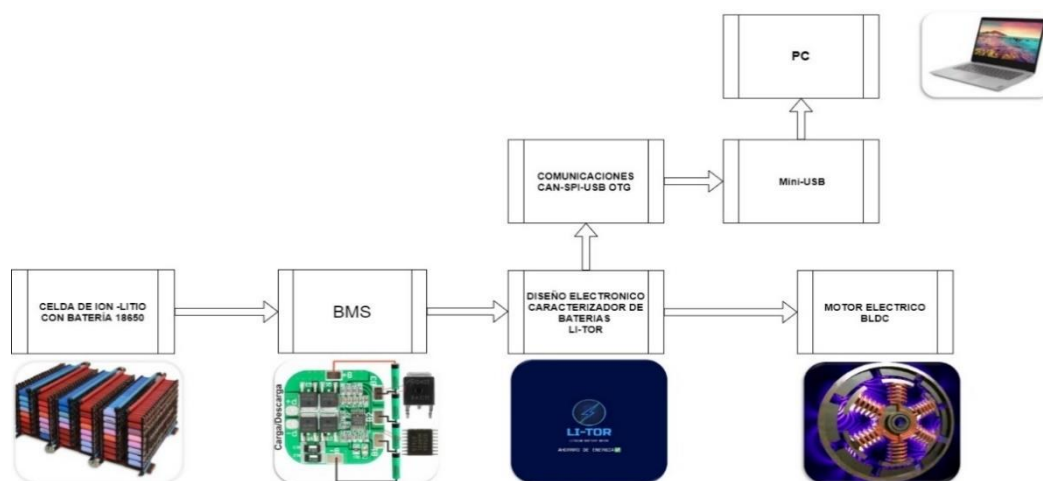 PC
COMUNICACIONES
CAN-SPI-USB OTG
Mini-USB
CELDA DE ION -LITIO
CON BATERÍA 18650
BMS
DISEÑO ELECTRONICO
CARACTERIZADOR DE
BATERIAS
LI-TOR
MOTOR ELECTRICO
BLDC
Carga/Descarga
LI-TOR